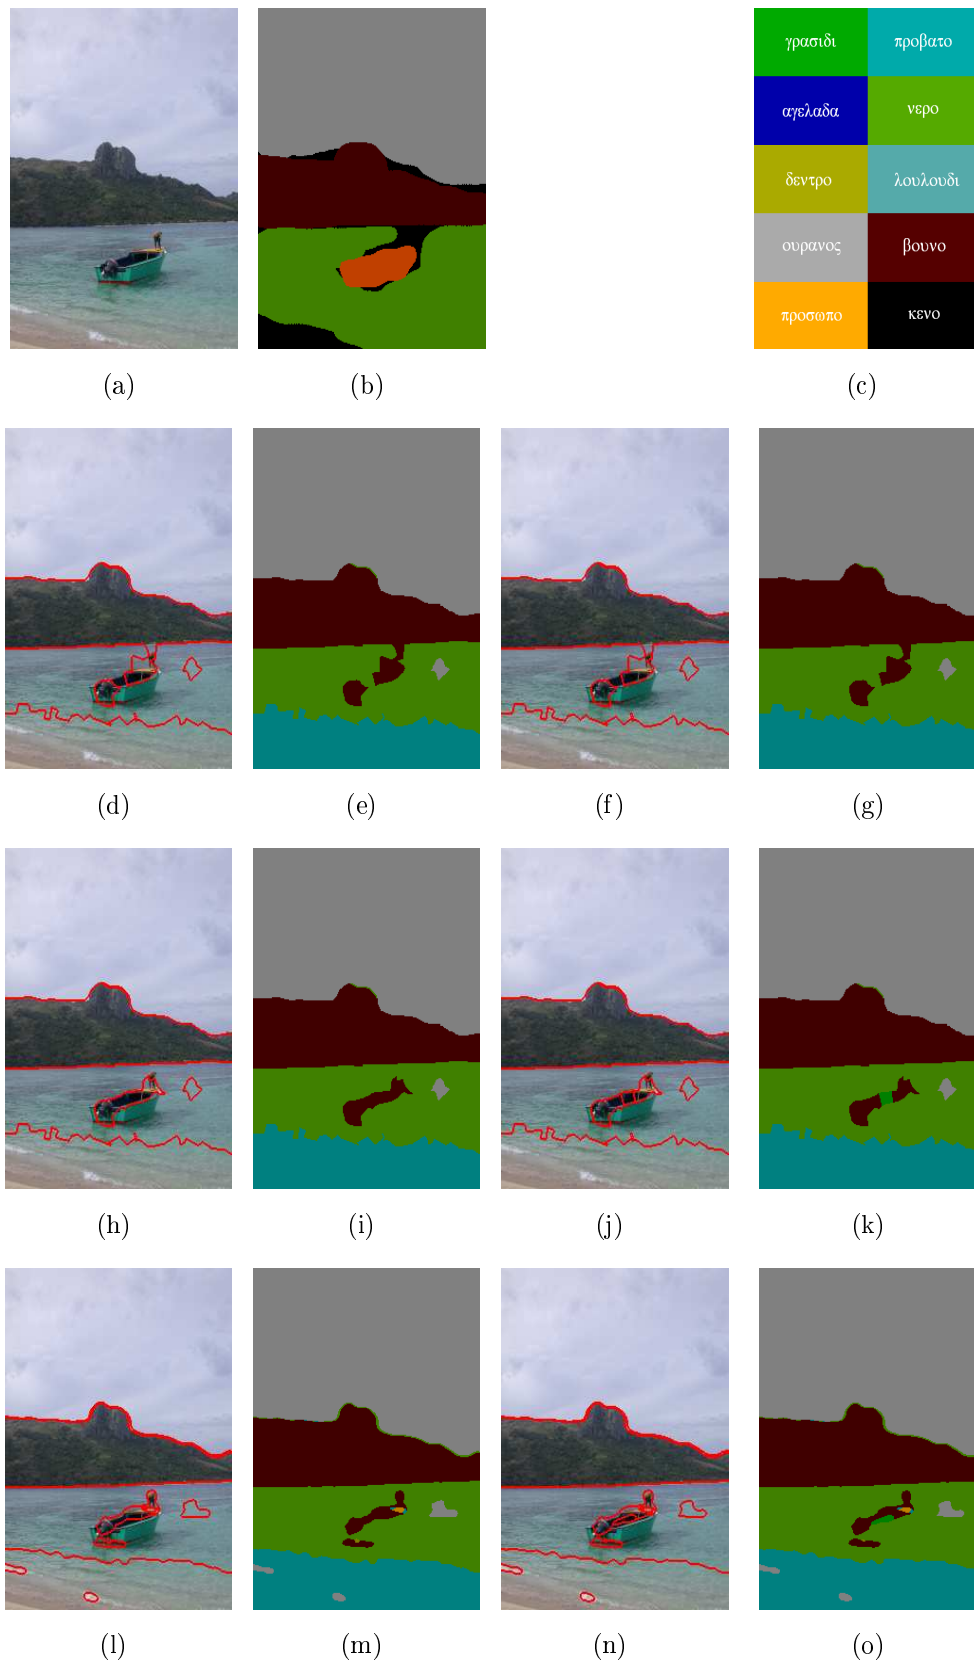 γρασιδι προβατο
αγελαδα νερο
δεντρο λουλουδι
ουρανος βουνο
προσωπο κενο
(a) (b) (c)
(d) (e) (f) (g)
(h) (i) (j) (k)
(l) (m) (n) (o)